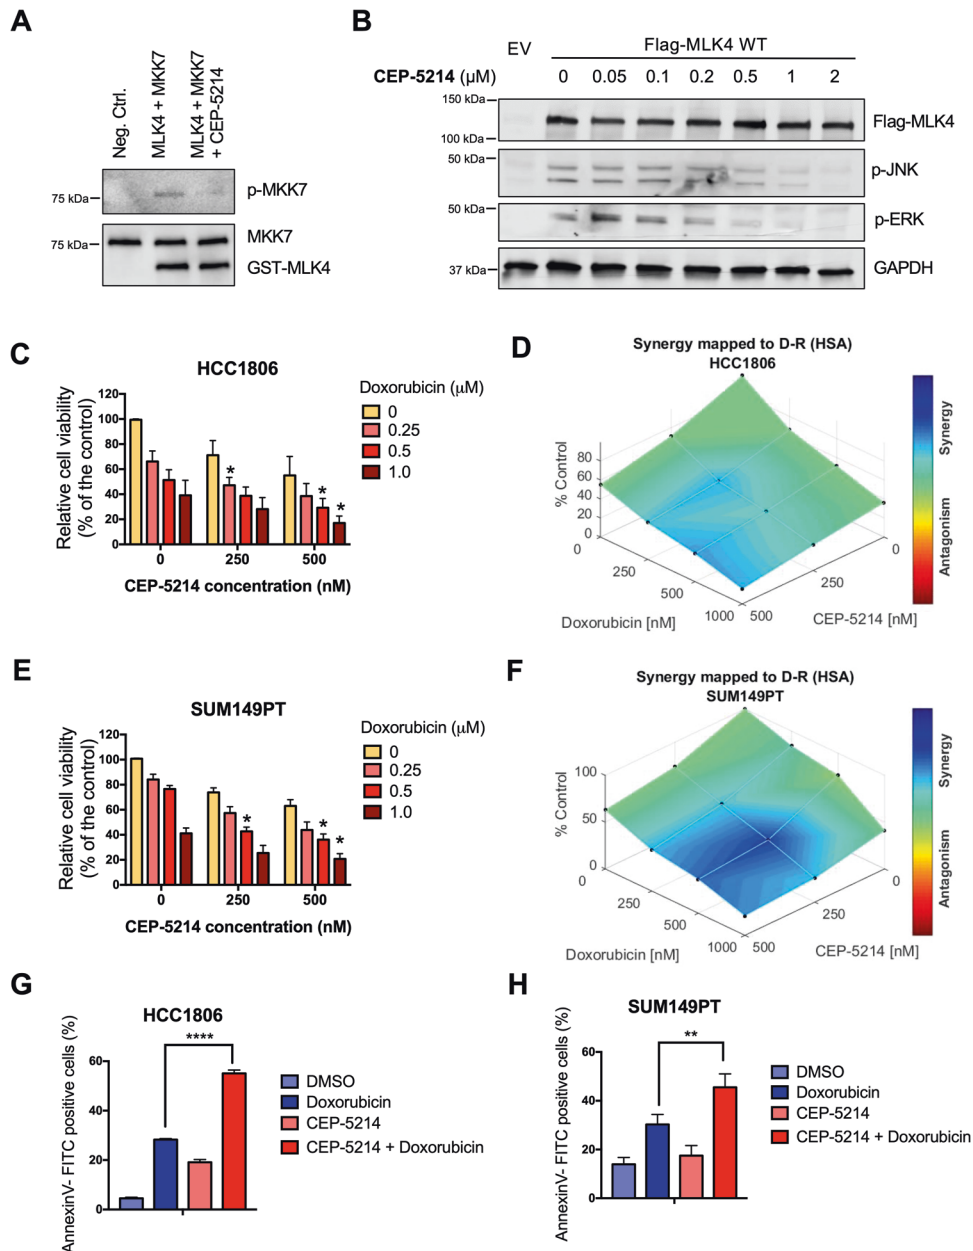 A
Neg. Ctrl.
MLK4 + MKK7
MLK4 + MKK7
+ CEP-5214
75 kDa
p-MKK7
75 kDa
MKK7
GST-MLK4
B
EV
Flag-MLK4 WT
CEP-5214 (μM)
0 0.05 0.1 0.2 0.5 1 2
150 kDa
100 kDa
Flag-MLK4
50 kDa
p-JNK
50 kDa
p-ERK
37 kDa
GAPDH
C
HCC1806
Relative cell viability
(% of the control)
120
100
80
60
40
20
0
0 250 500
* * *
CEP-5214 concentration (nM)
Doxorubicin (μM)
0
0.25
0.5
1.0
D
Synergy mapped to D-R (HSA)
HCC1806
% Control
80
60
40
20
0
0
250
500
1000
Doxorubicin [nM]
500
250
0
CEP-5214 [nM]
Synergy
Antagonism
E
SUM149PT
Relative cell viability
(% of the control)
120
100
80
60
40
20
0
0 250 500
* * *
CEP-5214 concentration (nM)
Doxorubicin (μM)
0
0.25
0.5
1.0
F
Synergy mapped to D-R (HSA)
SUM149PT
% Control
100
50
0
0
250
500
1000
Doxorubicin [nM]
500
250
0
CEP-5214 [nM]
Synergy
Antagonism
G
HCC1806
AnnexinV- FITC positive cells (%)
60
40
20
0
****
DMSO
Doxorubicin
CEP-5214
CEP-5214 + Doxorubicin
H
SUM149PT
AnnexinV- FITC positive cells (%)
60
40
20
0
**
DMSO
Doxorubicin
CEP-5214
CEP-5214 + Doxorubicin